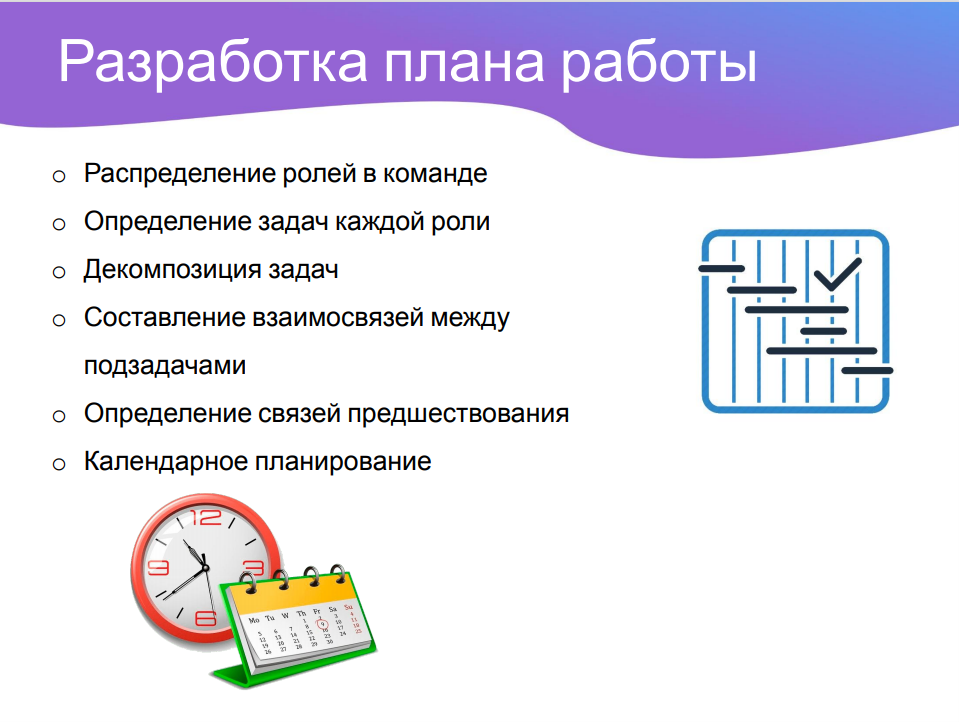 Разработка плана работы
o Распределение ролей в команде
o Определение задач каждой роли
o Декомпозиция задач
o Составление взаимосвязей между
подзадачами
o Определение связей предшествования
o Календарное планирование
12
9 3
6
Mo Tu W Th Fr Sa Su
1 2 3 4
5 6 7 8 9 10 11
12 13 14 15 16 17 18
19 20 21 22 23 24 25
26 27 28 29 30